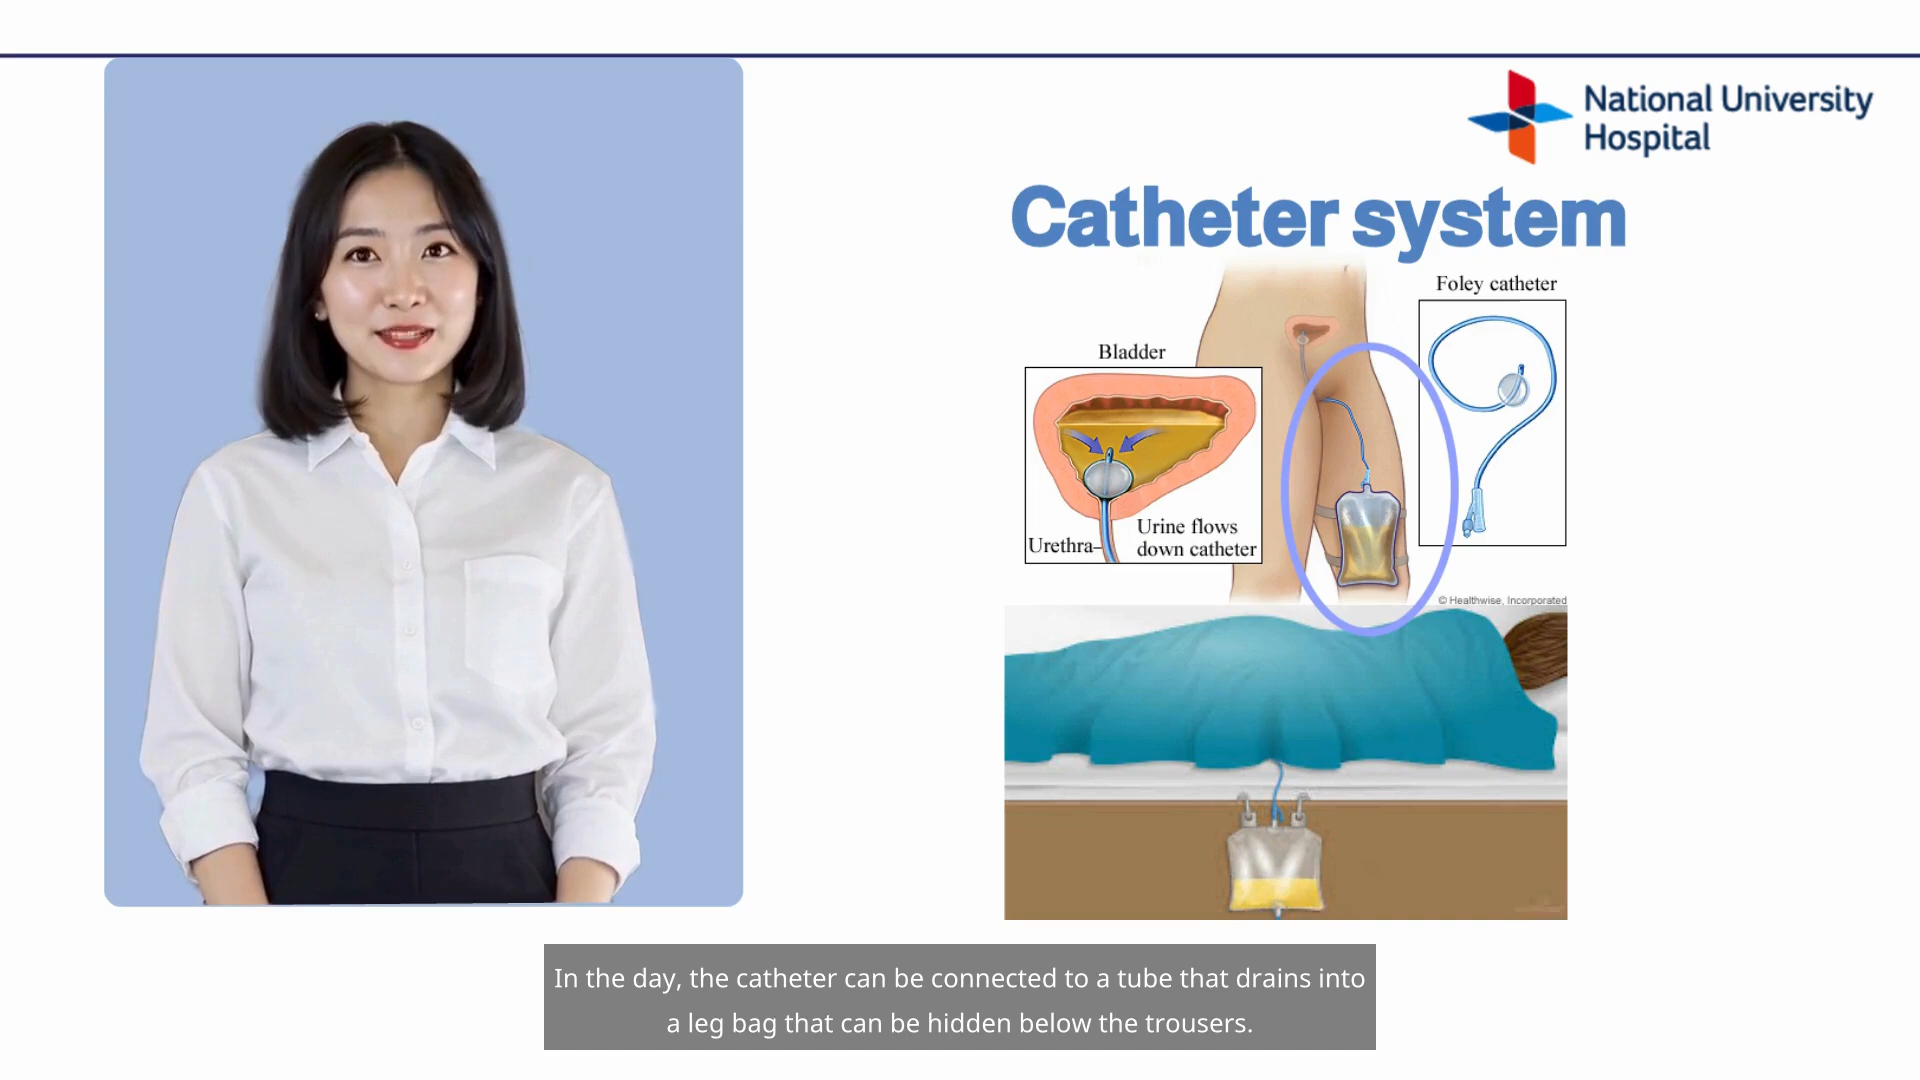 National University
Hospital
Catheter system
Foley catheter
Bladder
Urethra
Urine flows
down catheter
© Healthwise, Incorporated
In the day, the catheter can be connected to a tube that drains into
a leg bag that can be hidden below the trousers.